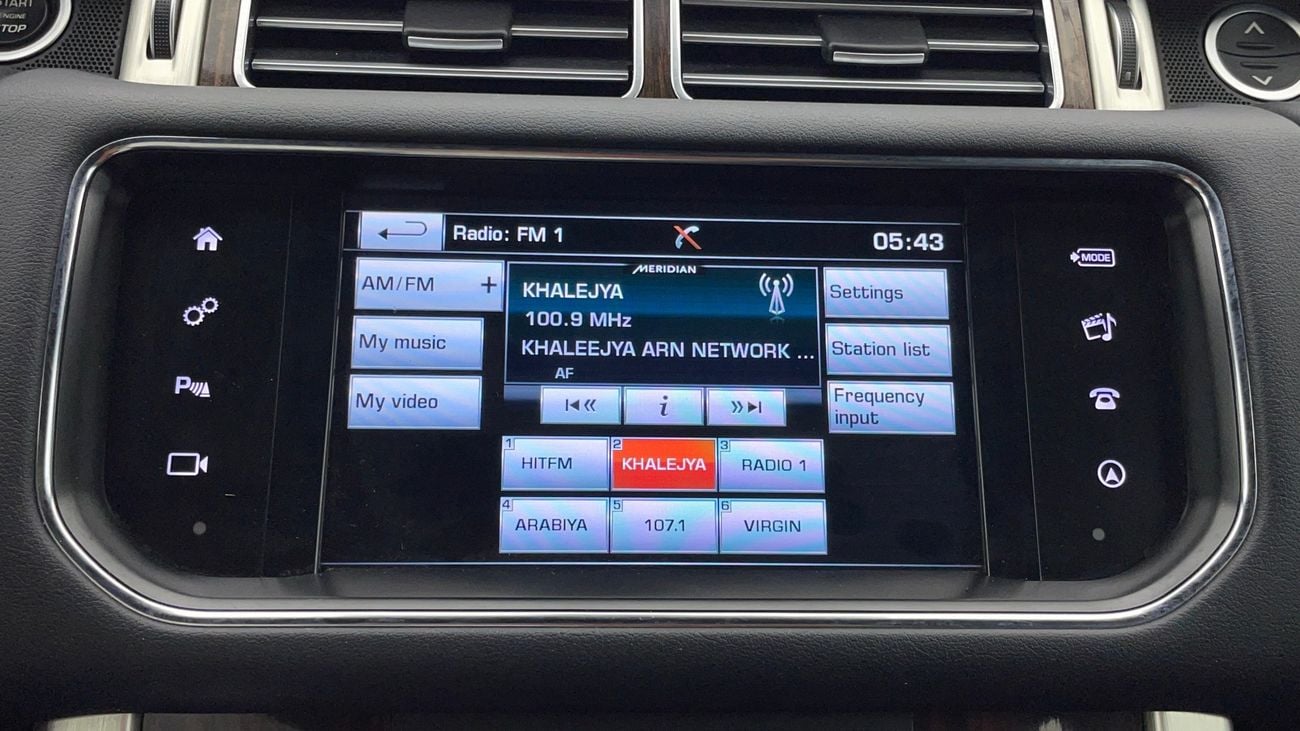 START
ENGINE
STOP
Radio: FM 1
05:43
MERIDIAN
AM/FM +
KHALEJYA
Settings
100.9 MHz
My music
KHALEEJYA ARN NETWORK ...
Station list
AF
My video
i
Frequency
input
1 HITFM
2 KHALEJYA
3 RADIO 1
4 ARABIYA
5 107.1
6 VIRGIN
P
MODE